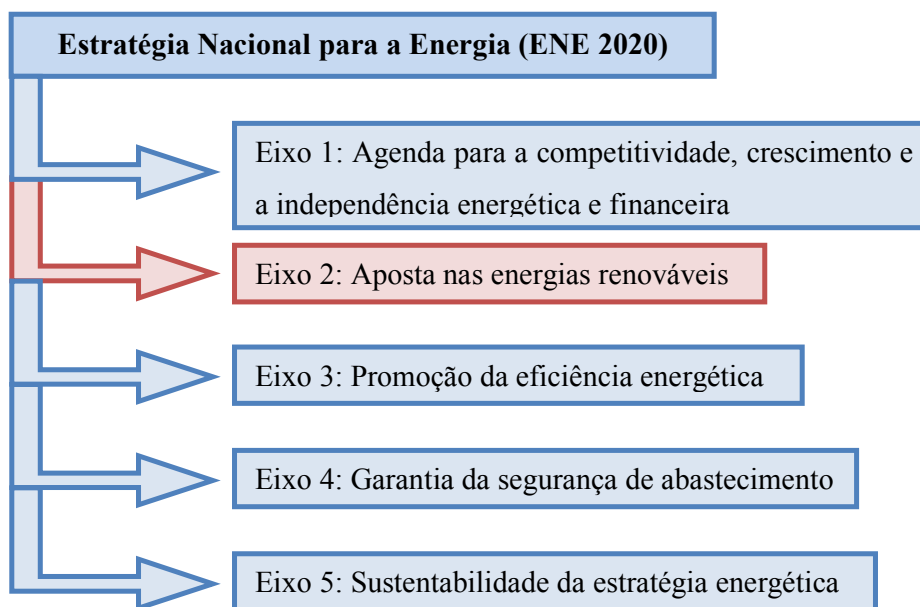 Estratégia Nacional para a Energia (ENE 2020)
Eixo 1: Agenda para a competitividade, crescimento e
a independência energética e financeira
Eixo 2: Aposta nas energias renováveis
Eixo 3: Promoção da eficiência energética
Eixo 4: Garantia da segurança de abastecimento
Eixo 5: Sustentabilidade da estratégia energética